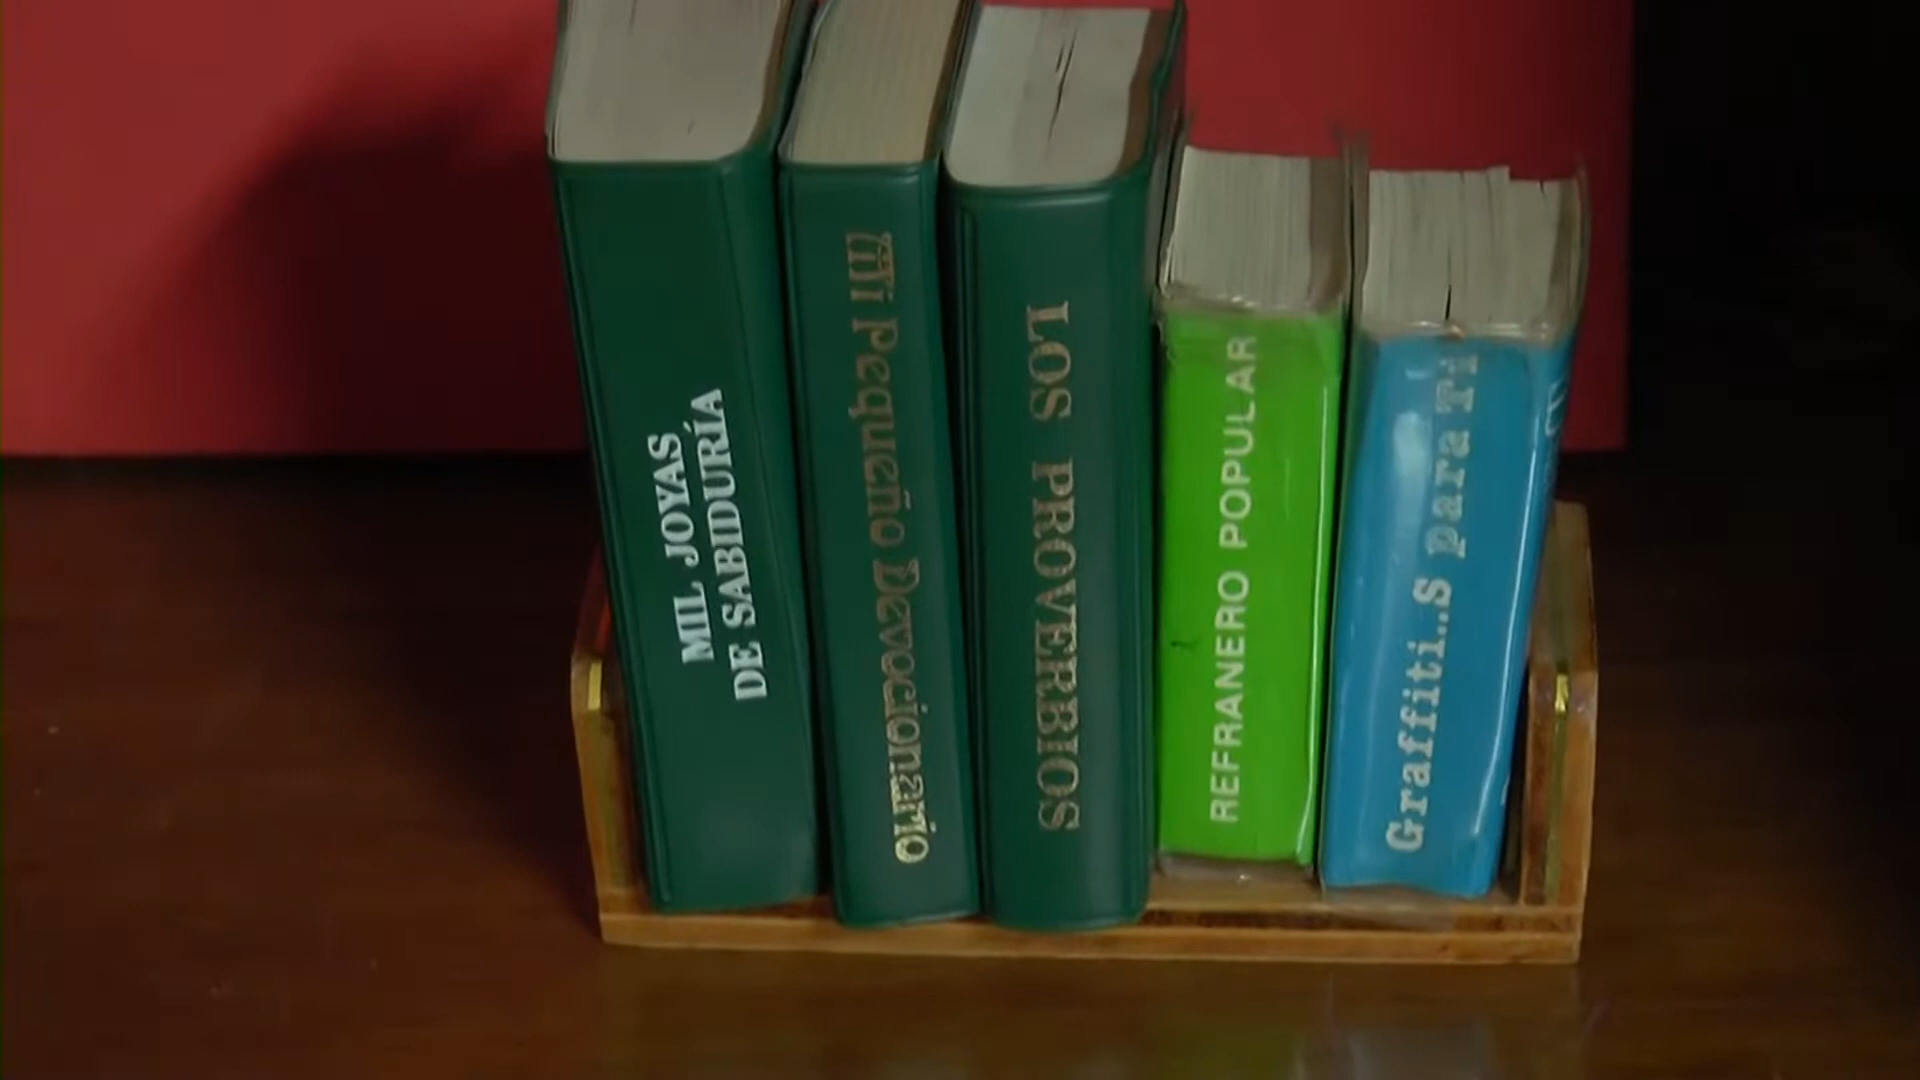 MIL JOYAS
DE SABIDURÍA
Mi Pequeño Devocionario
LOS PROVERBIOS
REFRANERO POPULAR
Graffiti..s para Ti